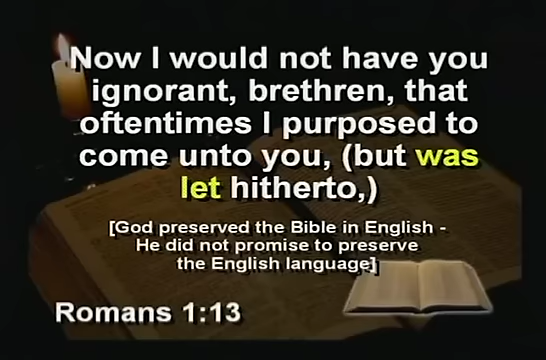 Now I would not have you
ignorant, brethren, that
oftentimes I purposed to
come unto you, (but was
let hitherto,)
[God preserved the Bible in English -
He did not promise to preserve
the English language]
Romans 1:13